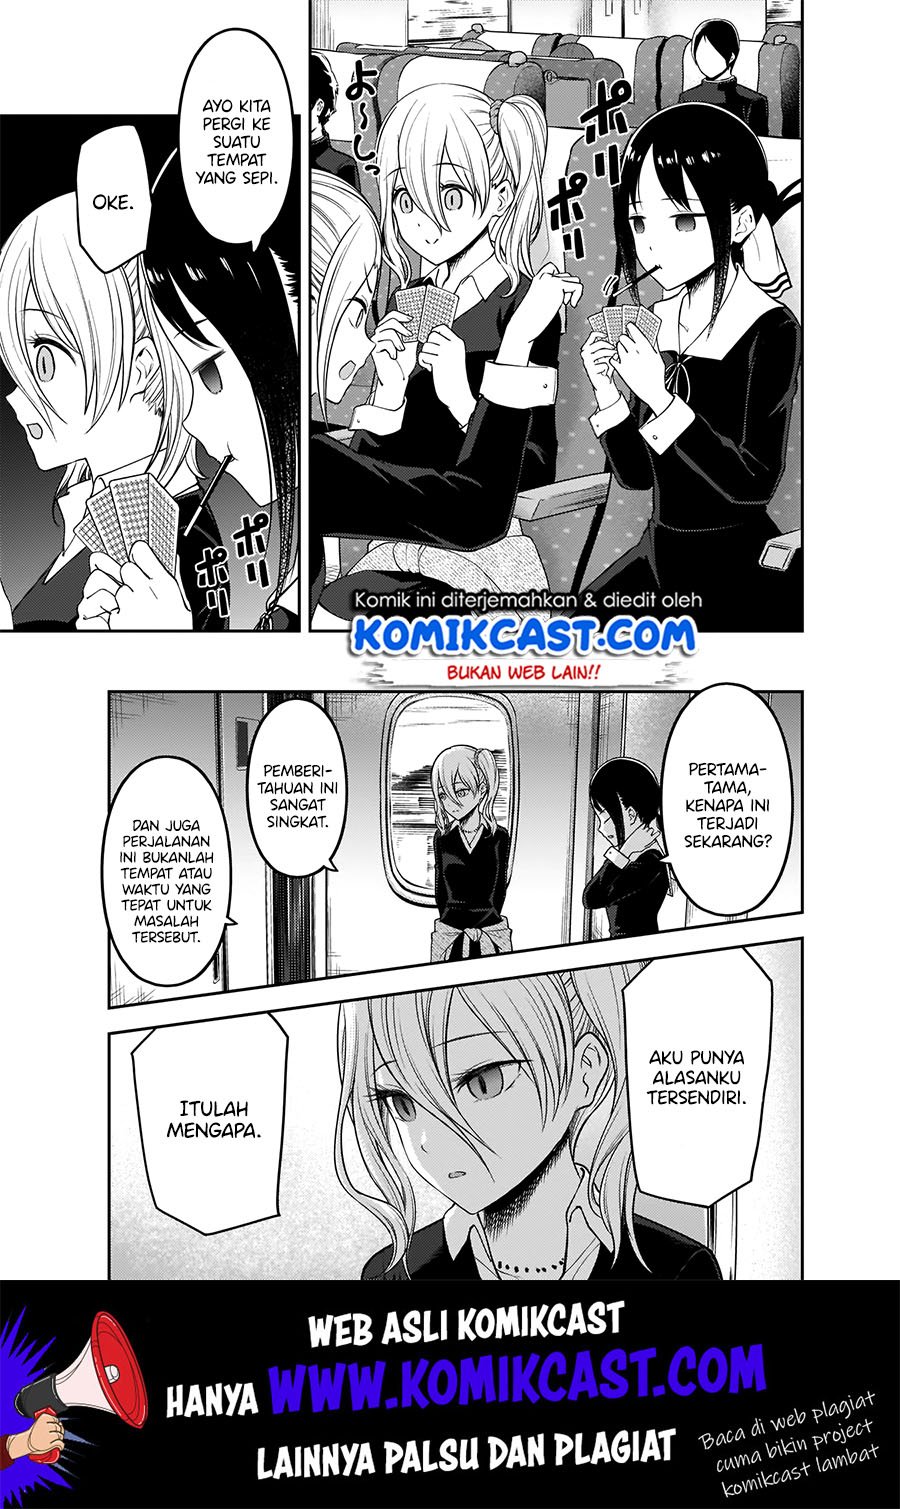 よ〜しっ
ポリ
ポリ
AYO KITA
PERGI KE
SUATU
TEMPAT
YANG SEPI.
OKE.
ポリ
ポリ
Komik ini diterjemahkan & diedit oleh
KOMIKCAST.COM
BUKAN WEB LAIN!!
PERTAMA-
TAMA,
KENAPA INI
TERJADI
SEKARANG?
PEMBERI-
TAHUAN INI
SANGAT
SINGKAT.
DAN JUGA
PERJALANAN
INI BUKANLAH
TEMPAT ATAU
WAKTU YANG
TEPAT UNTUK
MASALAH
TERSEBUT.
AKU PUNYA
ALASANKU
TERSENDIRI.
ITULAH
MENGAPA.
WEB ASLI KOMIKCAST
HANYA WWW.KOMIKCAST.COM
LAINNYA PALSU DAN PLAGIAT
Baca di web plagiat
cuma bikin project
komikcast lambat